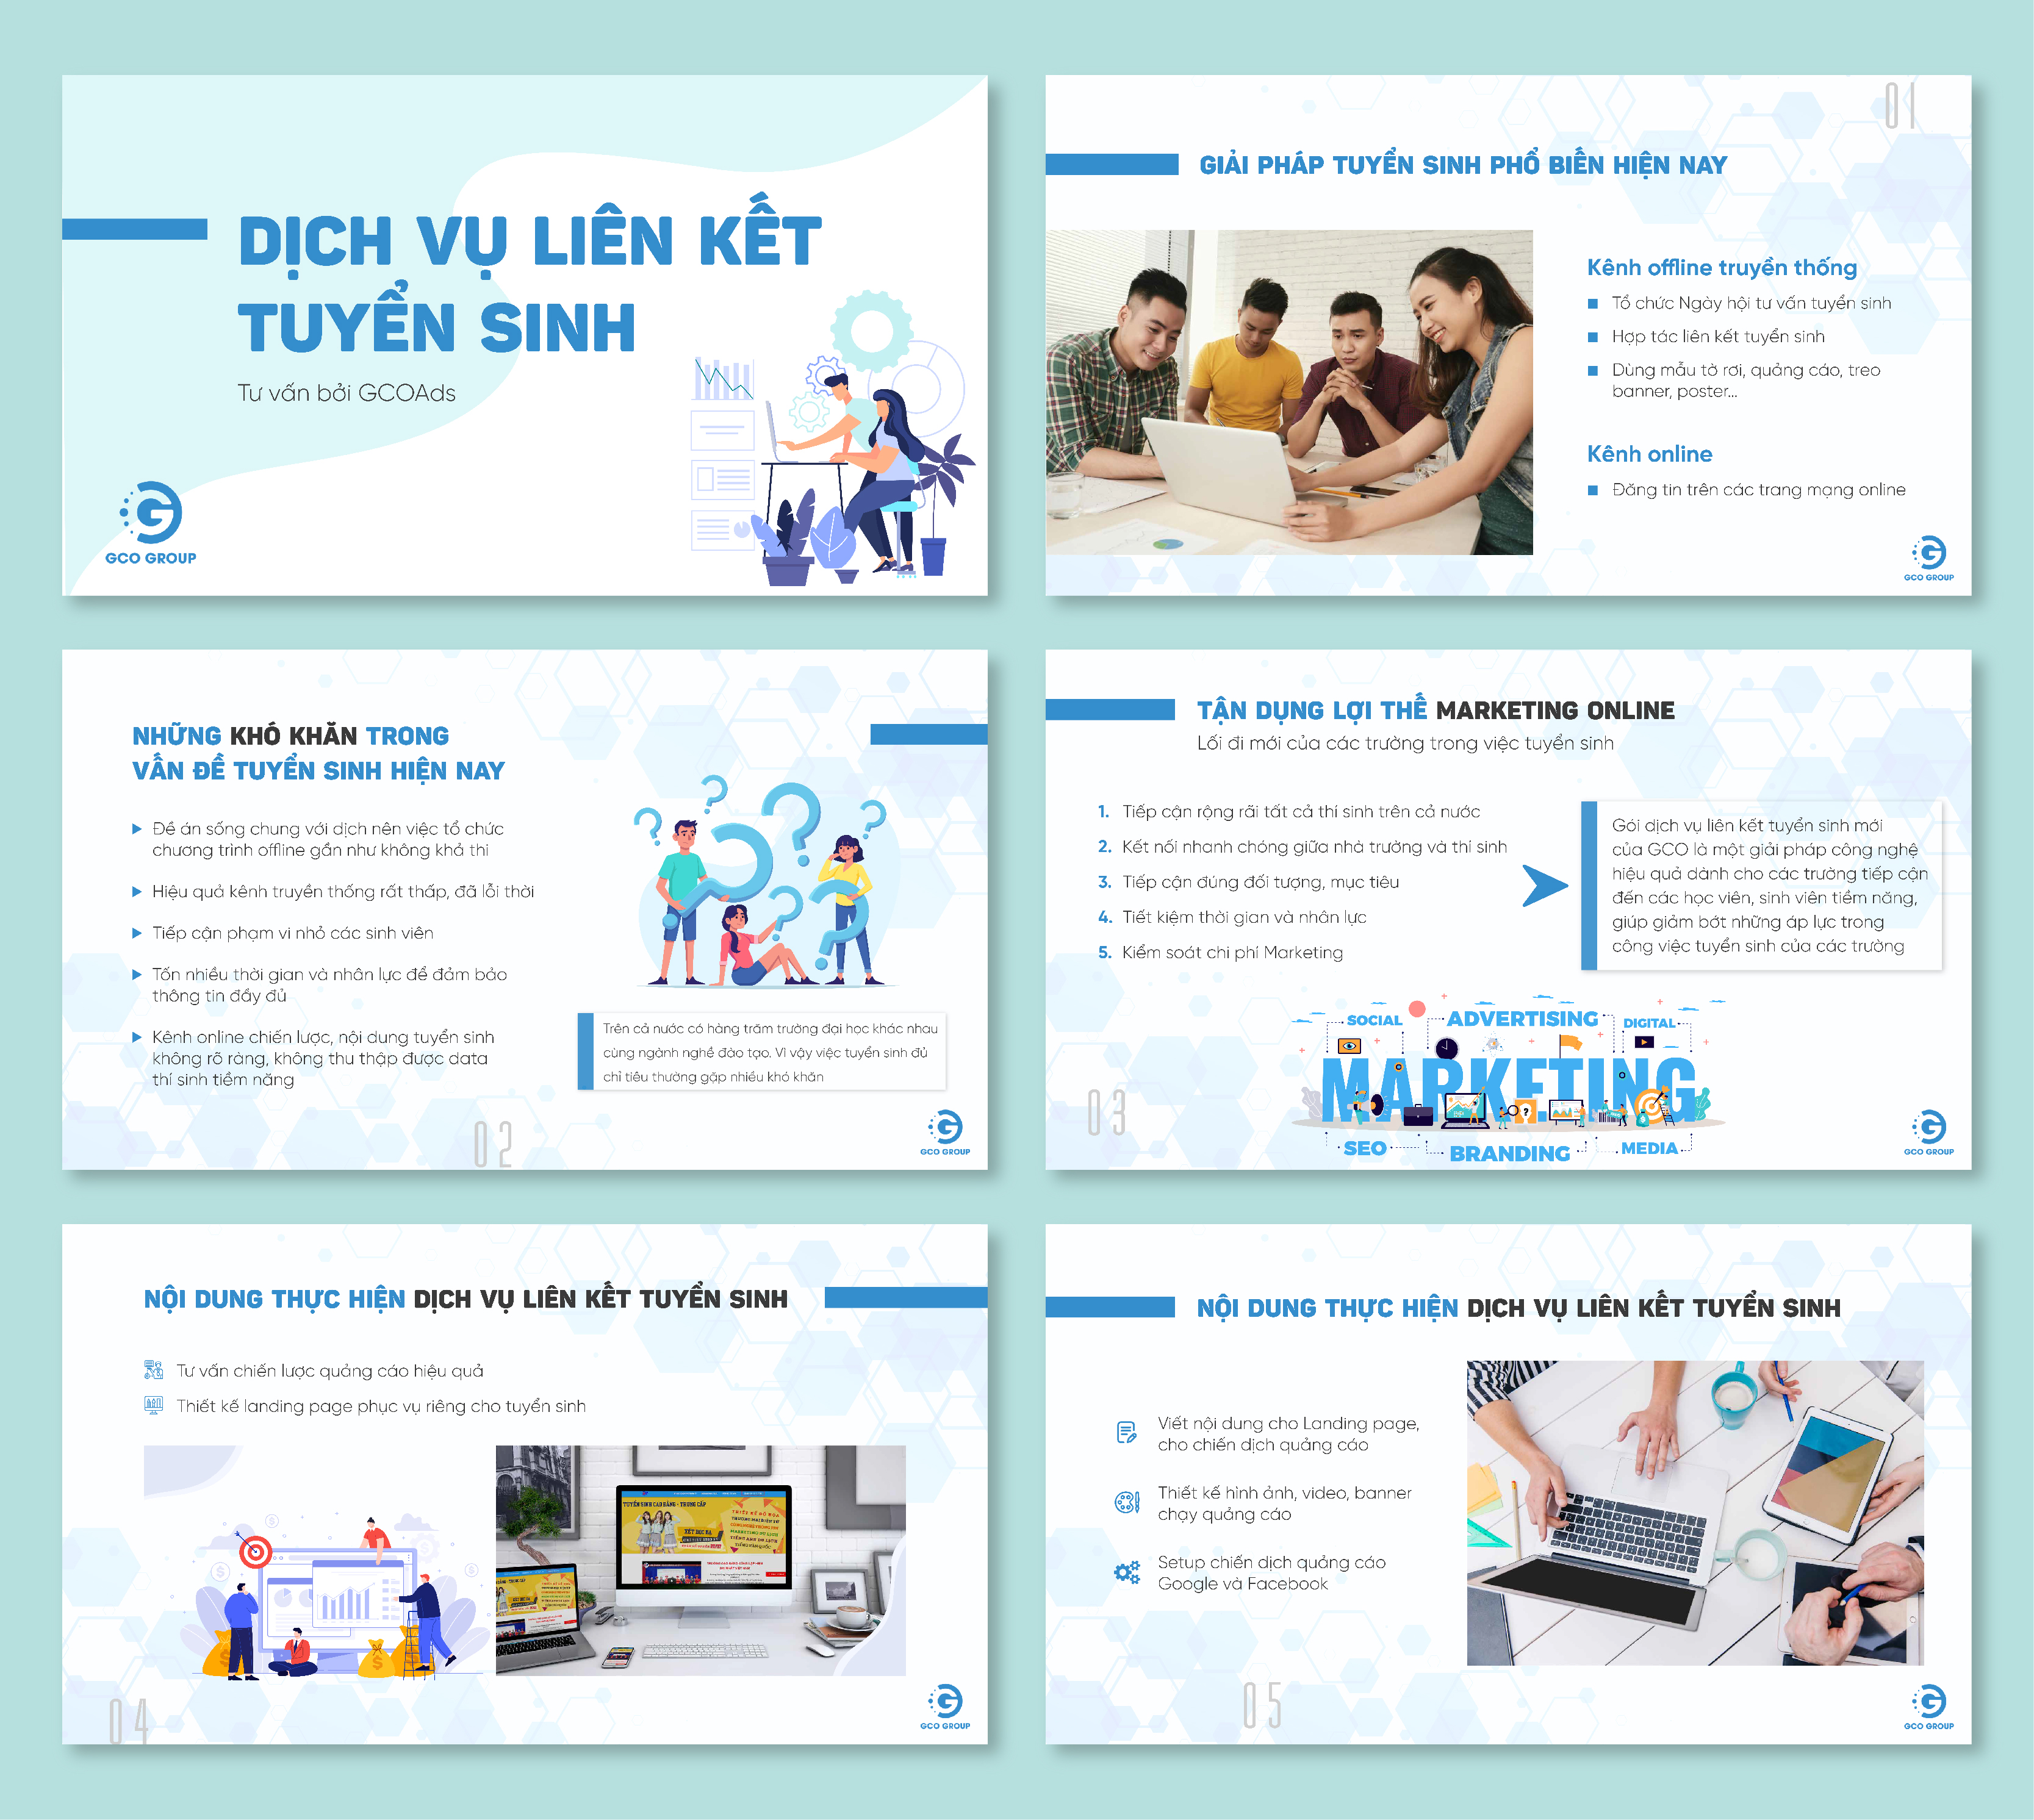 DỊCH VỤ LIÊN KẾT
TUYỂN SINH
Tư vấn bởi GCOAds
GCO GROUP
01
GIẢI PHÁP TUYỂN SINH PHỔ BIẾN HIỆN NAY
Kênh offline truyền thống
Tổ chức Ngày hội tư vấn tuyển sinh
Hợp tác liên kết tuyển sinh
Dùng mẫu tờ rơi, quảng cáo, treo
banner, poster...
Kênh online
Đăng tin trên các trang mạng online
GCO GROUP
NHỮNG KHÓ KHĂN TRONG
VẤN ĐỀ TUYỂN SINH HIỆN NAY
Đề án sống chung với dịch nên việc tổ chức
chương trình offline gần như không khả thi
Hiệu quả kênh truyền thống rất thấp, đã lỗi thời
Tiếp cận phạm vi nhỏ các sinh viên
Tốn nhiều thời gian và nhân lực để đảm bảo
thông tin đầy đủ
Kênh online chiến lược, nội dung tuyển sinh
không rõ ràng, không thu thập được data
thí sinh tiềm năng
Trên cả nước có hàng trăm trường đại học khác nhau
cùng ngành nghề đào tạo. Vì vậy việc tuyển sinh đủ
chỉ tiêu thường gặp nhiều khó khăn
02
GCO GROUP
TẬN DỤNG LỢI THẾ MARKETING ONLINE
Lối đi mới của các trường trong việc tuyển sinh
1. Tiếp cận rộng rãi tất cả thí sinh trên cả nước
2. Kết nối nhanh chóng giữa nhà trường và thí sinh
3. Tiếp cận đúng đối tượng, mục tiêu
4. Tiết kiệm thời gian và nhân lực
5. Kiểm soát chi phí Marketing
Gói dịch vụ liên kết tuyển sinh mới
của GCO là một giải pháp công nghệ
hiệu quả dành cho các trường tiếp cận
đến các học viên, sinh viên tiềm năng,
giúp giảm bớt những áp lực trong
công việc tuyển sinh của các trường
SOCIAL ADVERTISING DIGITAL
MARKETING
SEO BRANDING MEDIA
03
GCO GROUP
NỘI DUNG THỰC HIỆN DỊCH VỤ LIÊN KẾT TUYỂN SINH
Tư vấn chiến lược quảng cáo hiệu quả
Thiết kế landing page phục vụ riêng cho tuyển sinh
TUYỂN SINH CAO ĐẲNG - TRUNG CẤP
04
GCO GROUP
NỘI DUNG THỰC HIỆN DỊCH VỤ LIÊN KẾT TUYỂN SINH
Viết nội dung cho Landing page,
cho chiến dịch quảng cáo
Thiết kế hình ảnh, video, banner
chạy quảng cáo
Setup chiến dịch quảng cáo
Google và Facebook
05
GCO GROUP